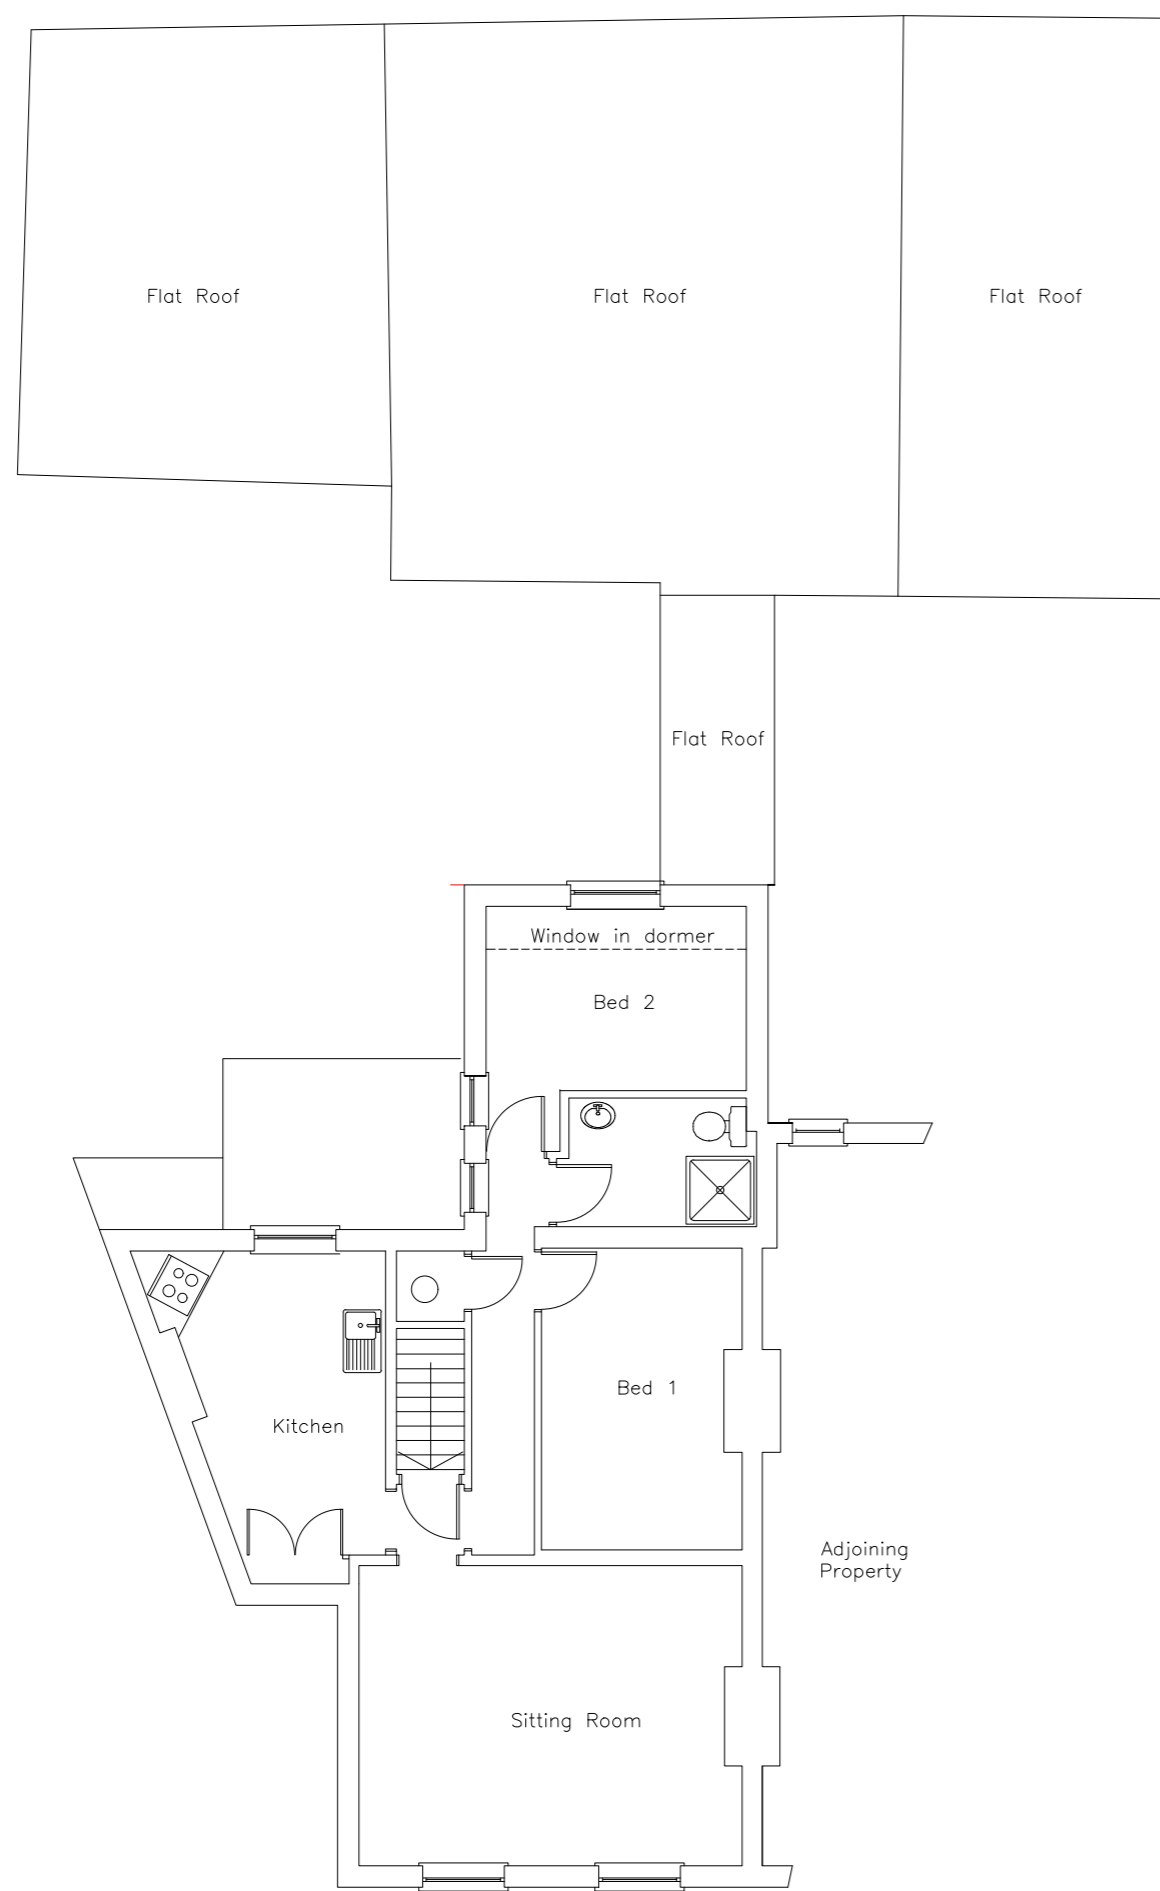 Flat Roof
Flat Roof
Flat Roof
Flat Roof
Window in dormer
Bed 2
Bed 1
Kitchen
Adjoining
Property
Sitting Room